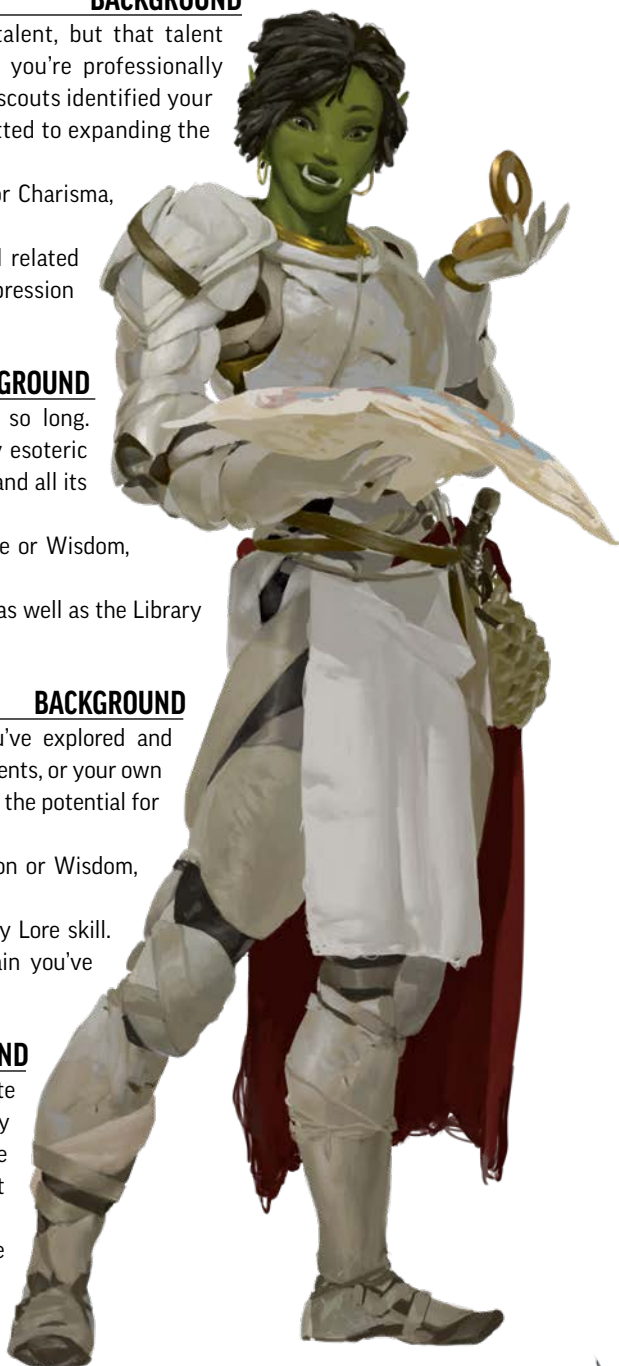 BACKGROUND
talent, but that talent
you're professionally
scouts identified your
tted to expanding the
or Charisma,
related
pression
GROUND
so long.
esoteric
and all its
e or Wisdom,
as well as the Library
BACKGROUND
u've explored and
ents, or your own
the potential for
on or Wisdom,
y Lore skill.
ain you've
ND
te
y
e
t
e